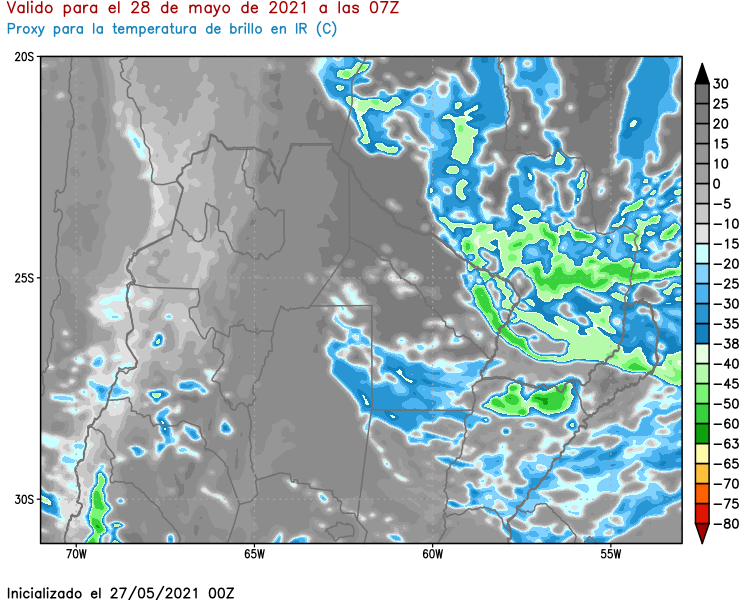 Valido para el 28 de mayo de 2021 a las 07Z
Proxy para la temperatura de brillo en IR (C)
20S
25S
30S
70W
65W
60W
55W
30
25
20
15
10
0
−5
−10
−15
−20
−25
−30
−35
−38
−40
−45
−50
−60
−63
−65
−70
−75
−80
Inicializado el 27/05/2021 00Z